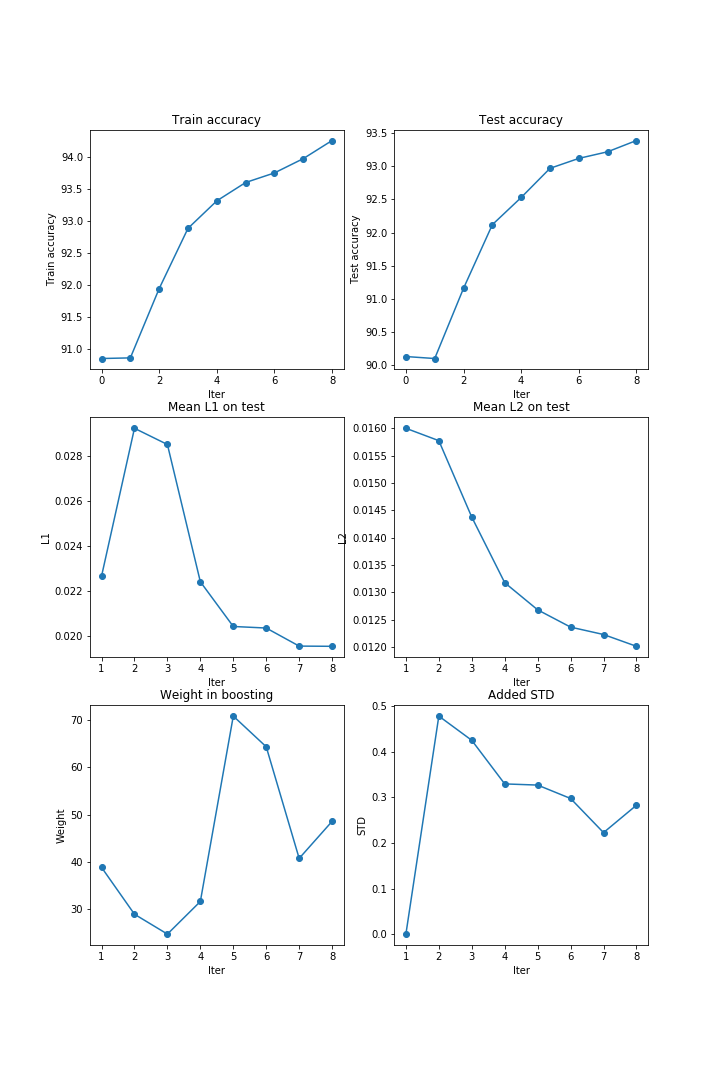 Train accuracy
Train accuracy
94.0
93.5
93.0
92.5
92.0
91.5
91.0
0 2 4 6 8
Iter
Test accuracy
Test accuracy
93.5
93.0
92.5
92.0
91.5
91.0
90.5
90.0
0 2 4 6 8
Iter
Mean L1 on test
L1
0.028
0.026
0.024
0.022
0.020
1 2 3 4 5 6 7 8
Iter
Mean L2 on test
L2
0.0160
0.0155
0.0150
0.0145
0.0140
0.0135
0.0130
0.0125
0.0120
1 2 3 4 5 6 7 8
Iter
Weight in boosting
Weight
70
60
50
40
30
1 2 3 4 5 6 7 8
Iter
Added STD
STD
0.5
0.4
0.3
0.2
0.1
0.0
1 2 3 4 5 6 7 8
Iter